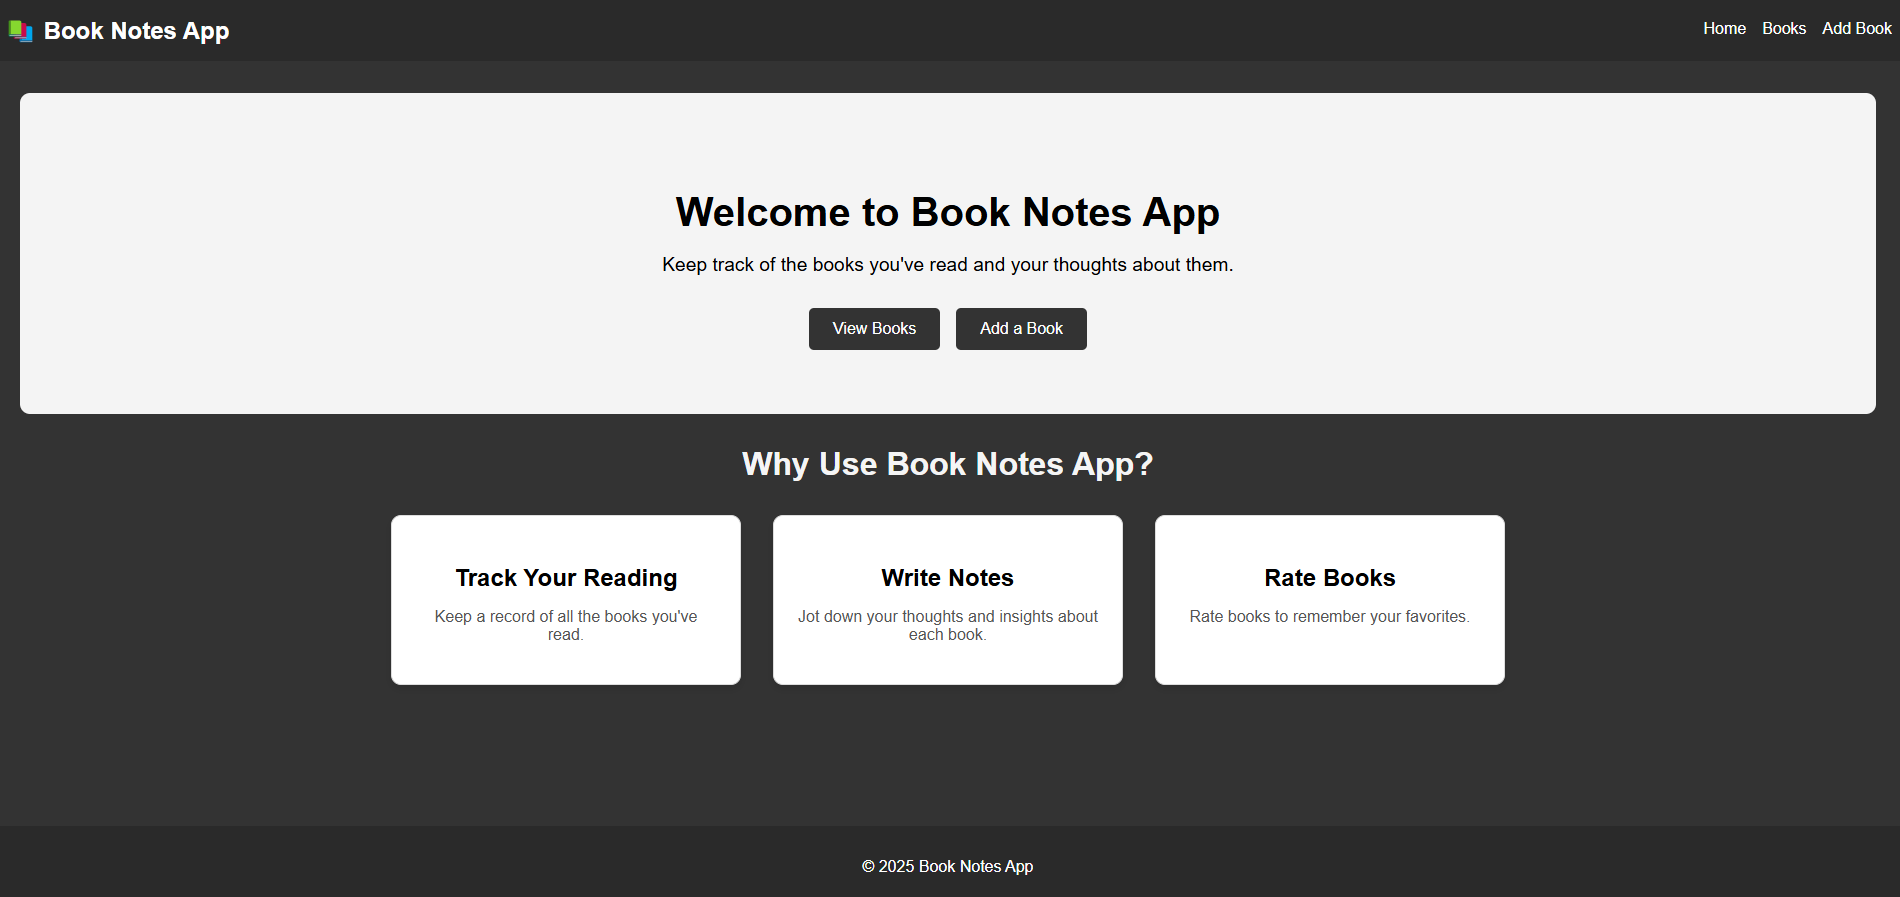 Book Notes App
Home Books Add Book
Welcome to Book Notes App
Keep track of the books you've read and your thoughts about them.
View Books Add a Book
Why Use Book Notes App?
Track Your Reading
Keep a record of all the books you've
read.
Write Notes
Jot down your thoughts and insights about
each book.
Rate Books
Rate books to remember your favorites.
© 2025 Book Notes App